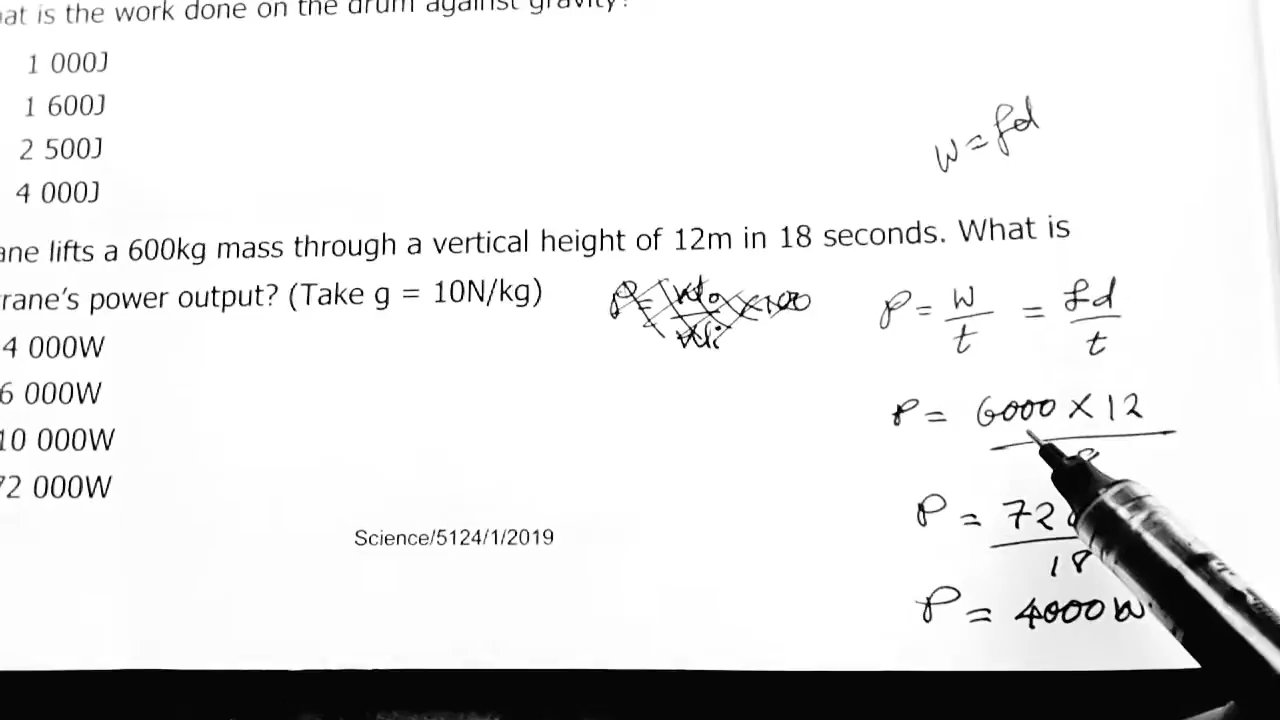 at is the work done on the drum against gravity?
1 000J
1 600J
2 500J
4 000J
W = fd
ane lifts a 600kg mass through a vertical height of 12m in 18 seconds. What is
rane's power output? (Take g = 10N/kg)
4 000W
6 000W
10 000W
72 000W
P = W/t = fd/t
P = 6000 × 12
P = 72
18
P = 4000W
Science/5124/1/2019